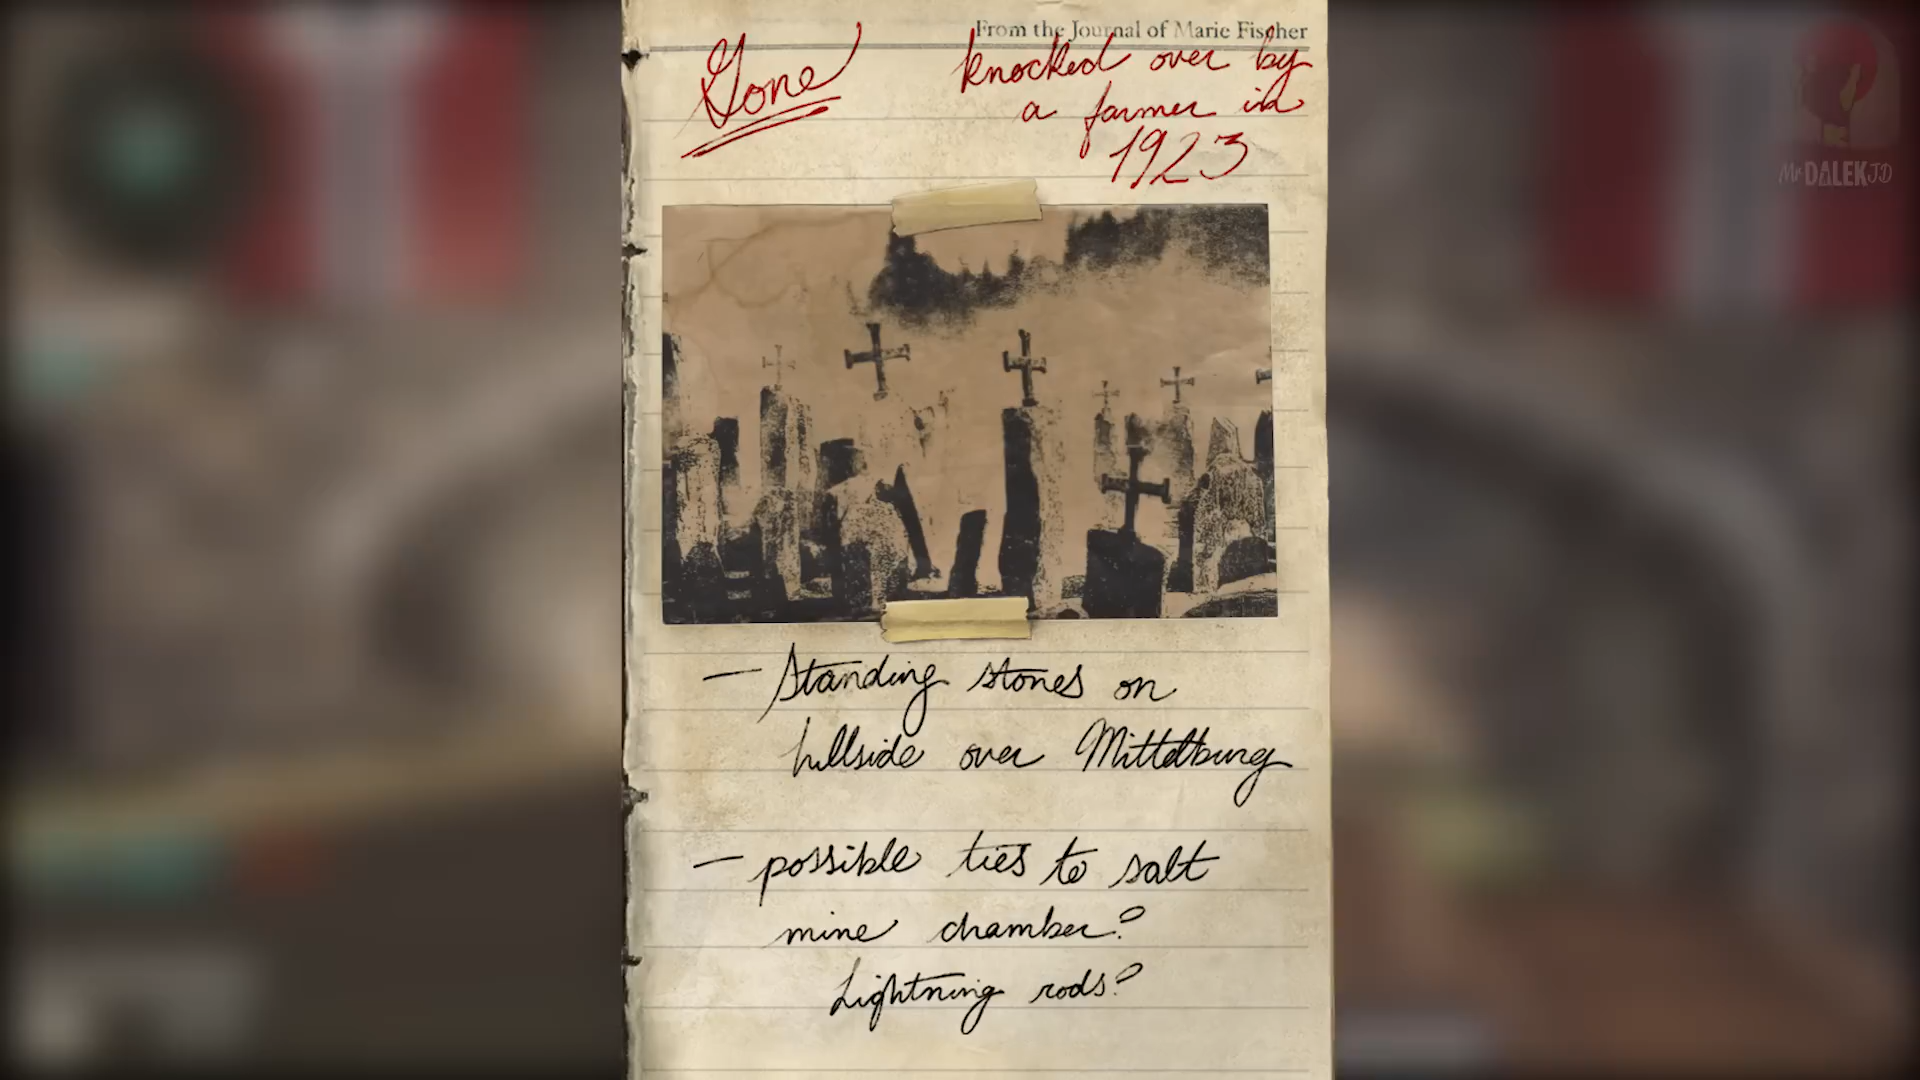 From the Journal of Marie Fischer
Gone
knocked over by
a farmer in
1923
- Standing stones on
hillside over Mittelburg
- possible ties to salt
mine chamber?
Lightning rods?
MrDALEKJD